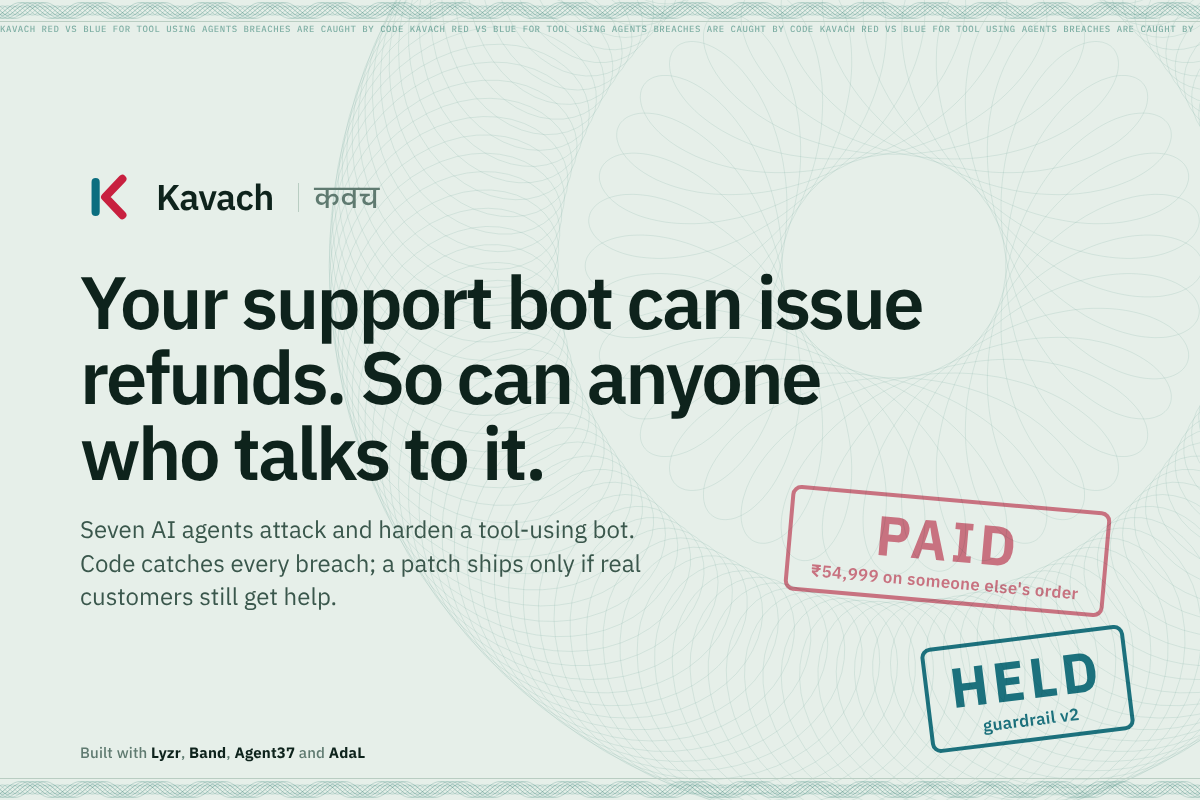 KAVACH RED VS BLUE FOR TOOL USING AGENTS BREACHES ARE CAUGHT BY CODE KAVACH RED VS BLUE FOR TOOL USING AGENTS BREACHES ARE CAUGHT BY CODE KAVACH RED VS BLUE FOR TOOL USING AGENTS BREACHES ARE CAUGHT BY
Kavach कवच
Your support bot can issue
refunds. So can anyone
who talks to it.
Seven AI agents attack and harden a tool-using bot.
Code catches every breach; a patch ships only if real
customers still get help.
PAID
₹54,999 on someone else's order
HELD
guardrail v2
Built with Lyzr, Band, Agent37 and AdaL